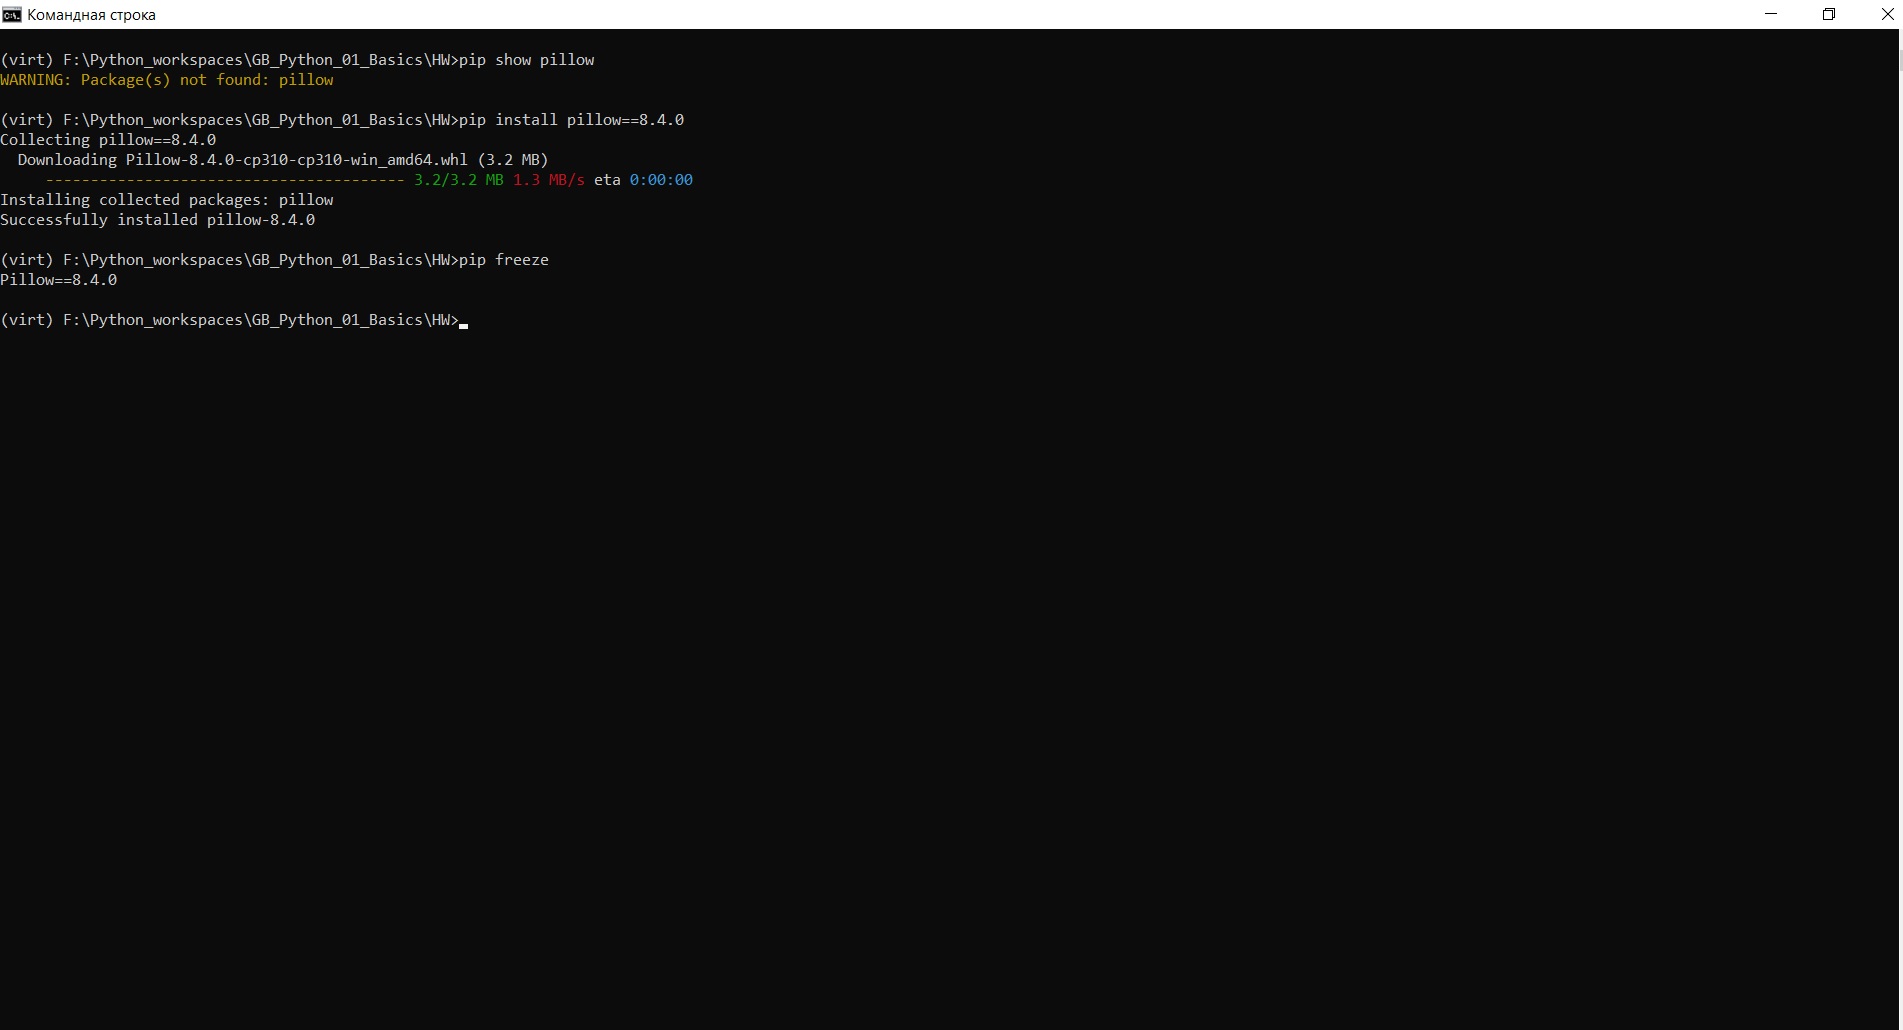 Командная строка
(virt) F:\Python_workspaces\GB_Python_01_Basics\HW>pip show pillow
WARNING: Package(s) not found: pillow
(virt) F:\Python_workspaces\GB_Python_01_Basics\HW>pip install pillow==8.4.0
Collecting pillow==8.4.0
  Downloading Pillow-8.4.0-cp310-cp310-win_amd64.whl (3.2 MB)
     ---------------------------------------- 3.2/3.2 MB 1.3 MB/s eta 0:00:00
Installing collected packages: pillow
Successfully installed pillow-8.4.0
(virt) F:\Python_workspaces\GB_Python_01_Basics\HW>pip freeze
Pillow==8.4.0
(virt) F:\Python_workspaces\GB_Python_01_Basics\HW>